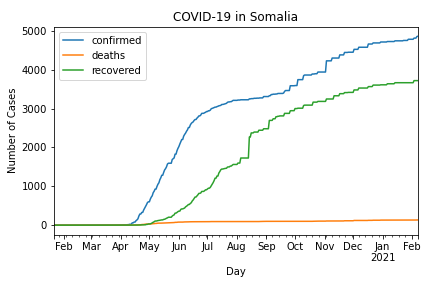 COVID-19 in Somalia
confirmed
deaths
recovered
Number of Cases
5000
4000
3000
2000
1000
0
Feb Mar Apr May Jun Jul Aug Sep Oct Nov Dec Jan Feb
2021
Day